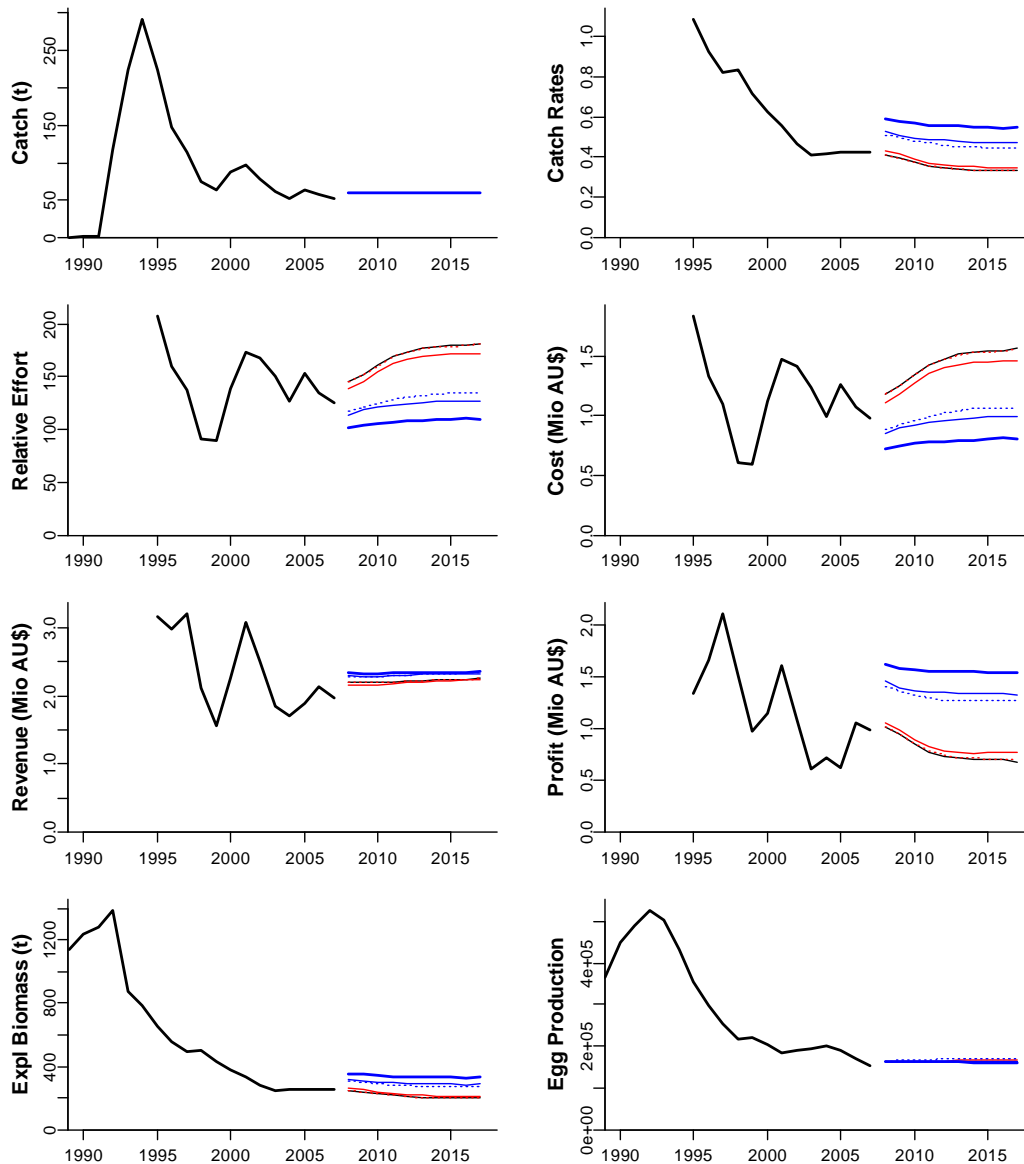 Catch (t)
0 50 150 250
1990 1995 2000 2005 2010 2015
Catch Rates
0.0 0.2 0.4 0.6 0.8 1.0
1990 1995 2000 2005 2010 2015
Relative Effort
0 50 100 150 200
1990 1995 2000 2005 2010 2015
Cost (Mio AU$)
0.0 0.5 1.0 1.5
1990 1995 2000 2005 2010 2015
Revenue (Mio AU$)
0.0 1.0 2.0 3.0
1990 1995 2000 2005 2010 2015
Profit (Mio AU$)
0.0 0.5 1.0 1.5 2.0
1990 1995 2000 2005 2010 2015
Expl Biomass (t)
0 400 800 1200
1990 1995 2000 2005 2010 2015
Egg Production
0e+00 2e+05 4e+05
1990 1995 2000 2005 2010 2015